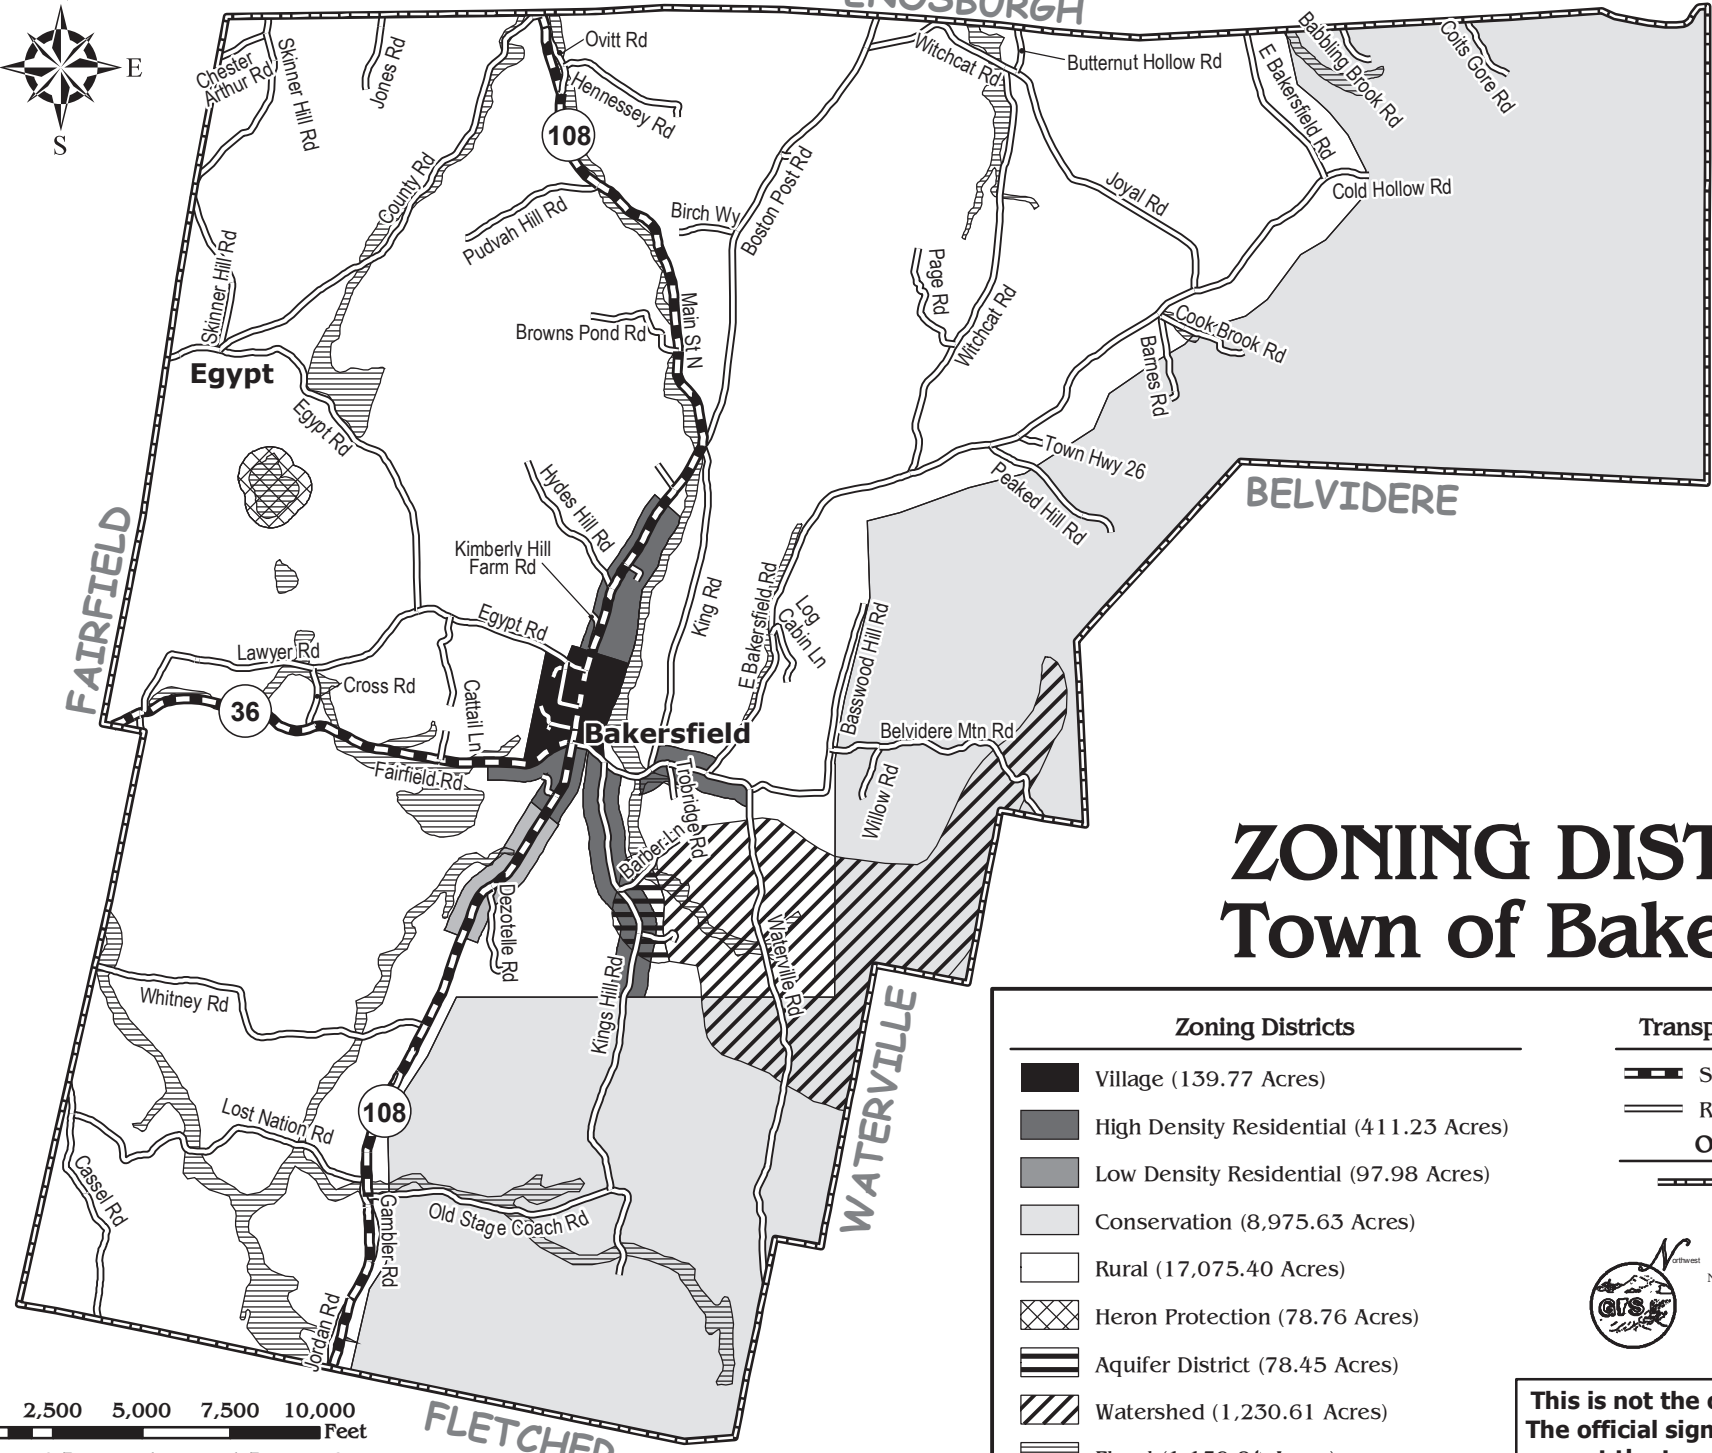 ENOSBURGH
E
S
Chester
Arthur Rd
Skinner Hill Rd
Jones Rd
County Rd
Ovitt Rd
Hennessey Rd
108
Witchcat Rd
Butternut Hollow Rd
E Bakersfield Rd
Babbling Brook Rd
Coits Gore Rd
Cold Hollow Rd
Joyal Rd
Pudvah Hill Rd
Birch Wy
Boston Post Rd
Skinner Hill Rd
Page Rd
Witchcat Rd
Browns Pond Rd
Main St N
Cook Brook Rd
Barnes Rd
Egypt
Egypt Rd
Town Hwy 26
Peaked Hill Rd
BELVIDERE
Hydes Hill Rd
Kimberly Hill
Farm Rd
FAIRFIELD
King Rd
E Bakersfield Rd
Log
Cabin Ln
Basswood Hill Rd
Egypt Rd
Lawyer Rd
Cross Rd
36
Cattail Ln
Bakersfield
Belvidere Mtn Rd
Fairfield Rd
Trobridge Rd
Willow Rd
Barber Ln
Dezotelle Rd
Waterville Rd
Kings Hill Rd
Whitney Rd
WATERVILLE
108
Lost Nation Rd
Cassel Rd
Gambler Rd
Old Stage Coach Rd
Jordan Rd
FLETCHER
2,500 5,000 7,500 10,000
Feet
ZONING DIST
Town of Bake
Zoning Districts
Village (139.77 Acres)
High Density Residential (411.23 Acres)
Low Density Residential (97.98 Acres)
Conservation (8,975.63 Acres)
Rural (17,075.40 Acres)
Heron Protection (78.76 Acres)
Aquifer District (78.45 Acres)
Watershed (1,230.61 Acres)
Transp
S
R
O
Northwest
N
GIS
This is not the
The official sign